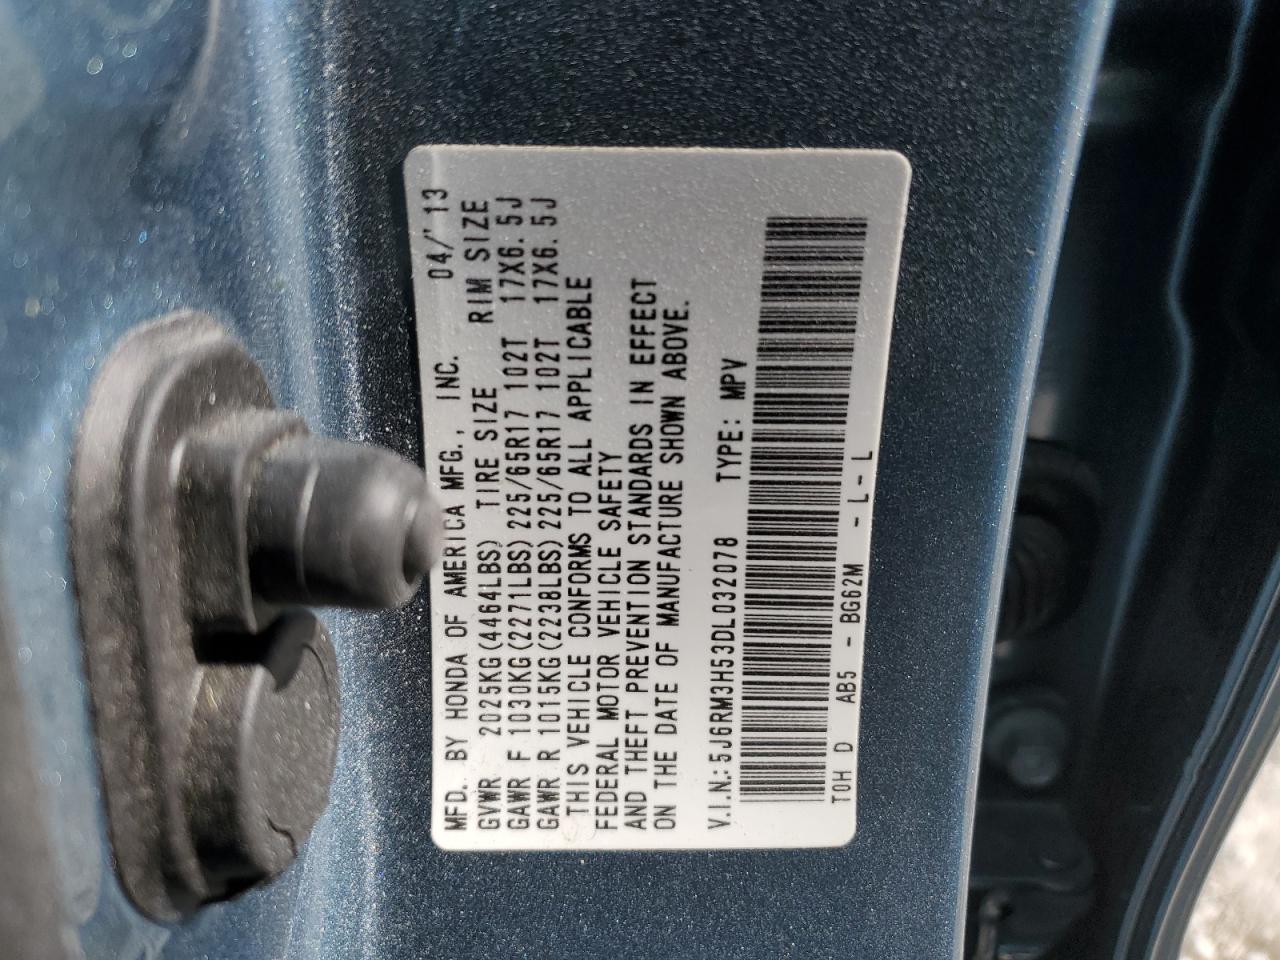 MFD. BY HONDA OF AMERICA MFG., INC. 04/'13
GVWR 2025KG(4464LBS) TIRE SIZE RIM SIZE
GAWR F 1030KG(2271LBS) 225/65R17 102T 17X6.5J
GAWR R 1015KG(2238LBS) 225/65R17 102T 17X6.5J
THIS VEHICLE CONFORMS TO ALL APPLICABLE
FEDERAL MOTOR VEHICLE SAFETY
AND THEFT PREVENTION STANDARDS IN EFFECT
ON THE DATE OF MANUFACTURE SHOWN ABOVE.
V.I.N.: 5J6RM3H53DL032078 TYPE: MPV
T0H D AB5 - BG62M - L - L